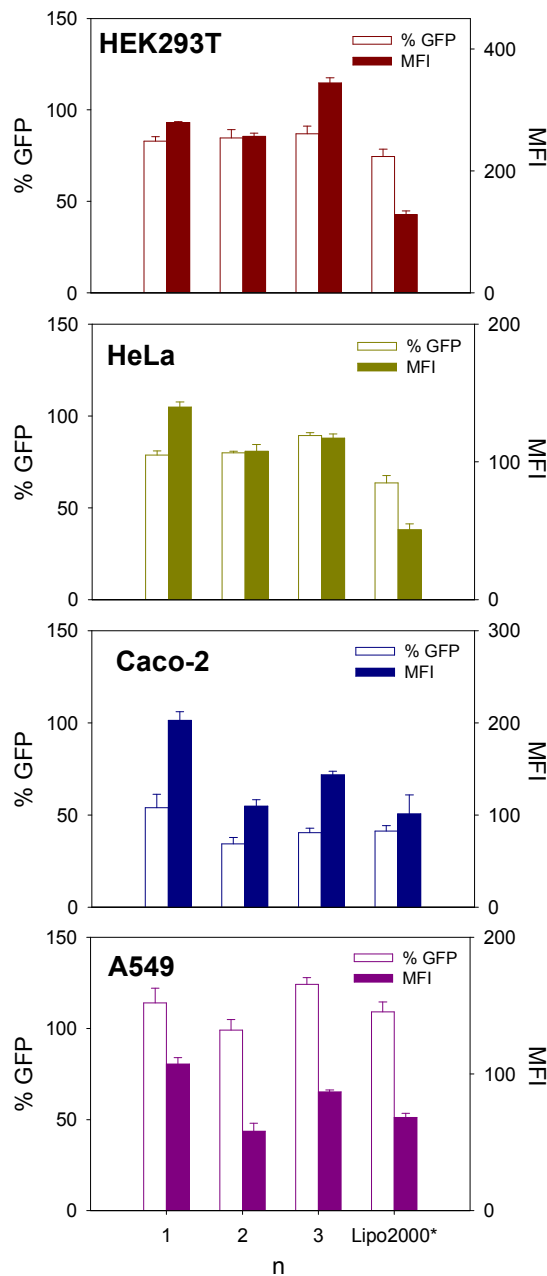 HEK293T
% GFP
MFI
150
100
50
0
% GFP
400
200
0
MFI
HeLa
% GFP
MFI
150
100
50
0
% GFP
200
100
0
MFI
Caco-2
% GFP
MFI
150
100
50
0
% GFP
300
200
100
0
MFI
A549
% GFP
MFI
150
100
50
0
% GFP
200
100
0
MFI
1 2 3 Lipo2000*
n